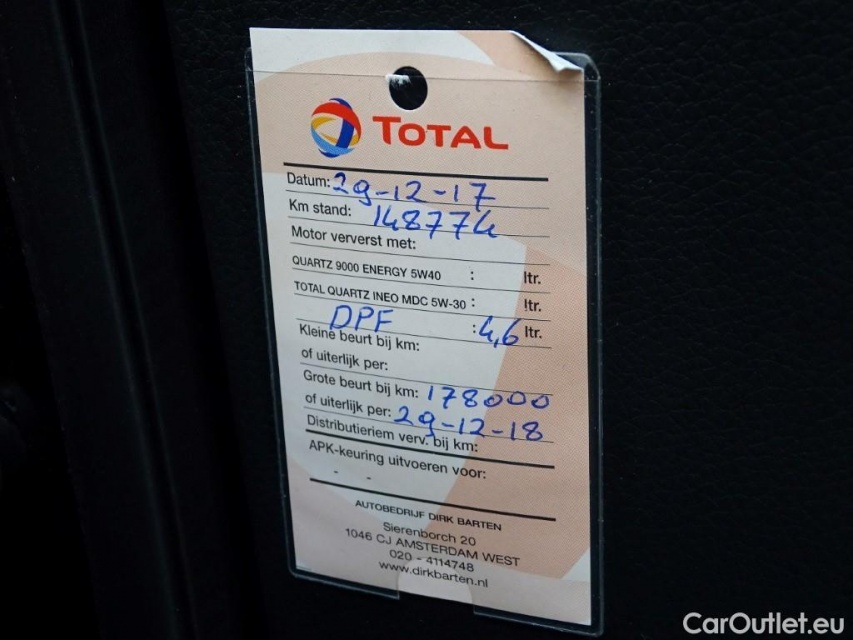 TOTAL
Datum: 29-12-17
Km stand: 148774
Motor ververst met:
QUARTZ 9000 ENERGY 5W40 : ltr.
TOTAL QUARTZ INEO MDC 5W-30 : ltr.
DPF : 4,6 ltr.
Kleine beurt bij km:
of uiterlijk per:
Grote beurt bij km: 178000
of uiterlijk per: 29-12-18
Distributieriem verv. bij km:
APK-keuring uitvoeren voor:
- -
AUTOBEDRIJF DIRK BARTEN
Sierenborch 20
1046 CJ AMSTERDAM WEST
020 - 4114748
www.dirkbarten.nl
CarOutlet.eu